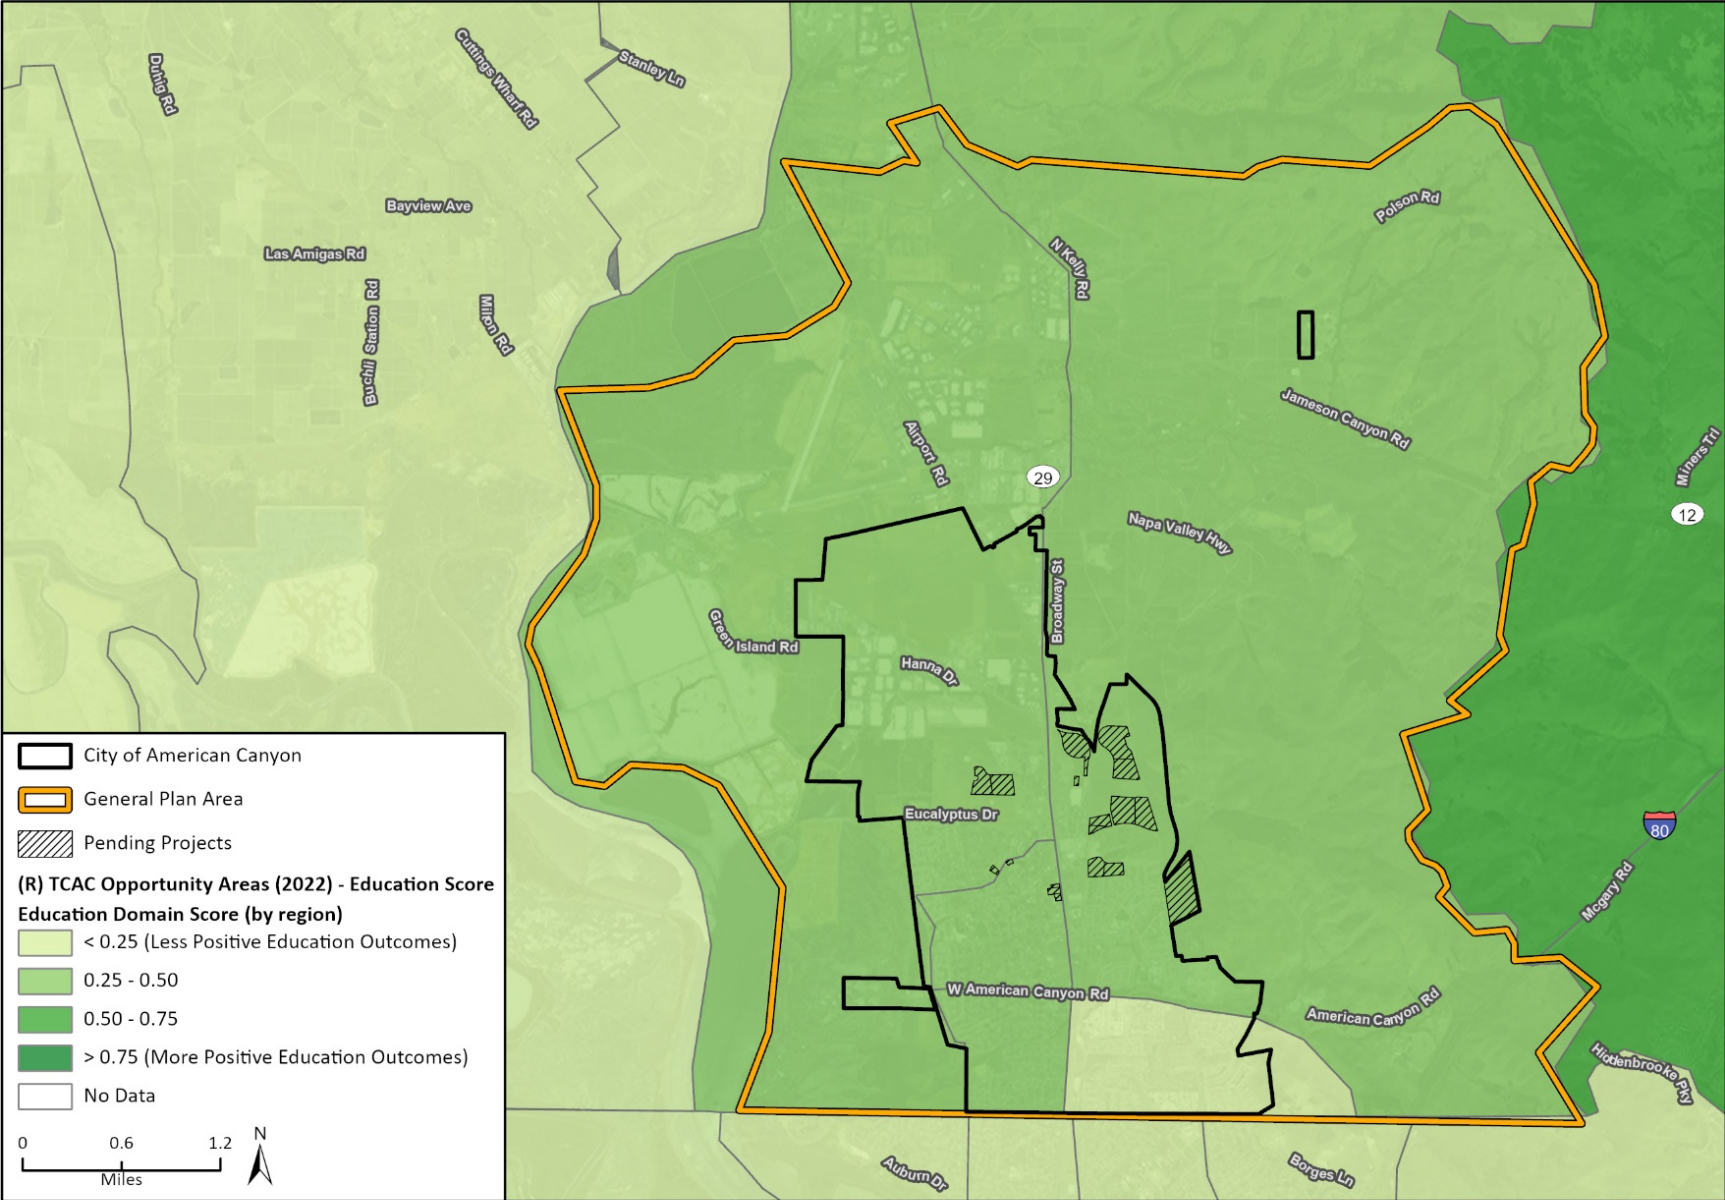 Duhig Rd
Cuttings Wharf Rd
Stanley Ln
Bayview Ave
Las Amigas Rd
Buchli Station Rd
Milton Rd
N Kelly Rd
Polson Rd
Jameson Canyon Rd
Airport Rd
29
Miners Trl
12
Napa Valley Hwy
Broadway St
Green Island Rd
Hanna Dr
Eucalyptus Dr
80
Mcgary Rd
W American Canyon Rd
American Canyon Rd
Hiddenbrooke Pky
Auburn Dr
Borges Ln
City of American Canyon
General Plan Area
Pending Projects
(R) TCAC Opportunity Areas (2022) - Education Score
Education Domain Score (by region)
< 0.25 (Less Positive Education Outcomes)
0.25 - 0.50
0.50 - 0.75
> 0.75 (More Positive Education Outcomes)
No Data
0 0.6 1.2
Miles
N